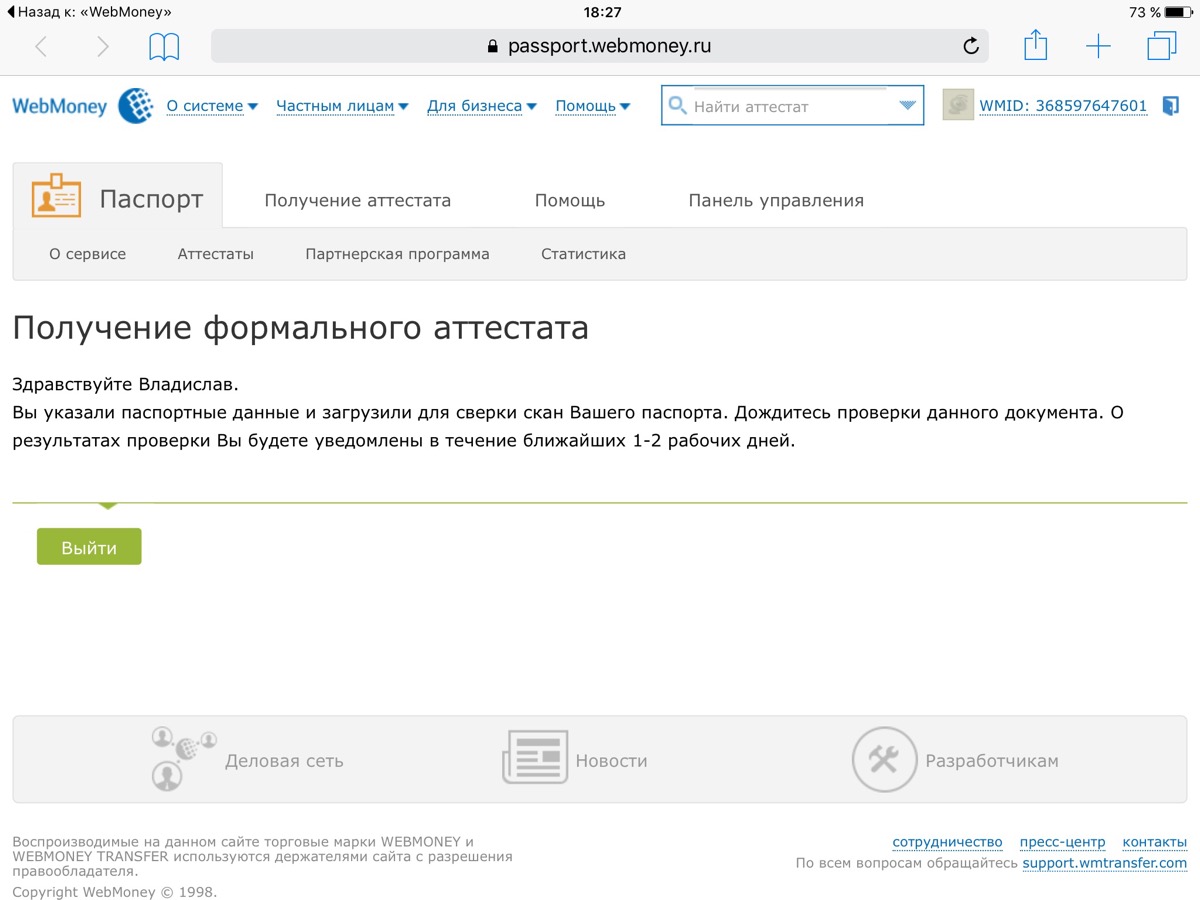 Назад к: «WebMoney»
18:27
73 %
passport.webmoney.ru
WebMoney
О системе
Частным лицам
Для бизнеса
Помощь
Найти аттестат
WMID: 368597647601
Паспорт
Получение аттестата
Помощь
Панель управления
О сервисе
Аттестаты
Партнерская программа
Статистика
Получение формального аттестата
Здравствуйте Владислав.
Вы указали паспортные данные и загрузили для сверки скан Вашего паспорта. Дождитесь проверки данного документа. О
результатах проверки Вы будете уведомлены в течение ближайших 1-2 рабочих дней.
Выйти
Деловая сеть
Новости
Разработчикам
Воспроизводимые на данном сайте торговые марки WEBMONEY и
WEBMONEY TRANSFER используются держателями сайта с разрешения
правообладателя.
Copyright WebMoney © 1998.
сотрудничество
пресс-центр
контакты
По всем вопросам обращайтесь support.wmtransfer.com